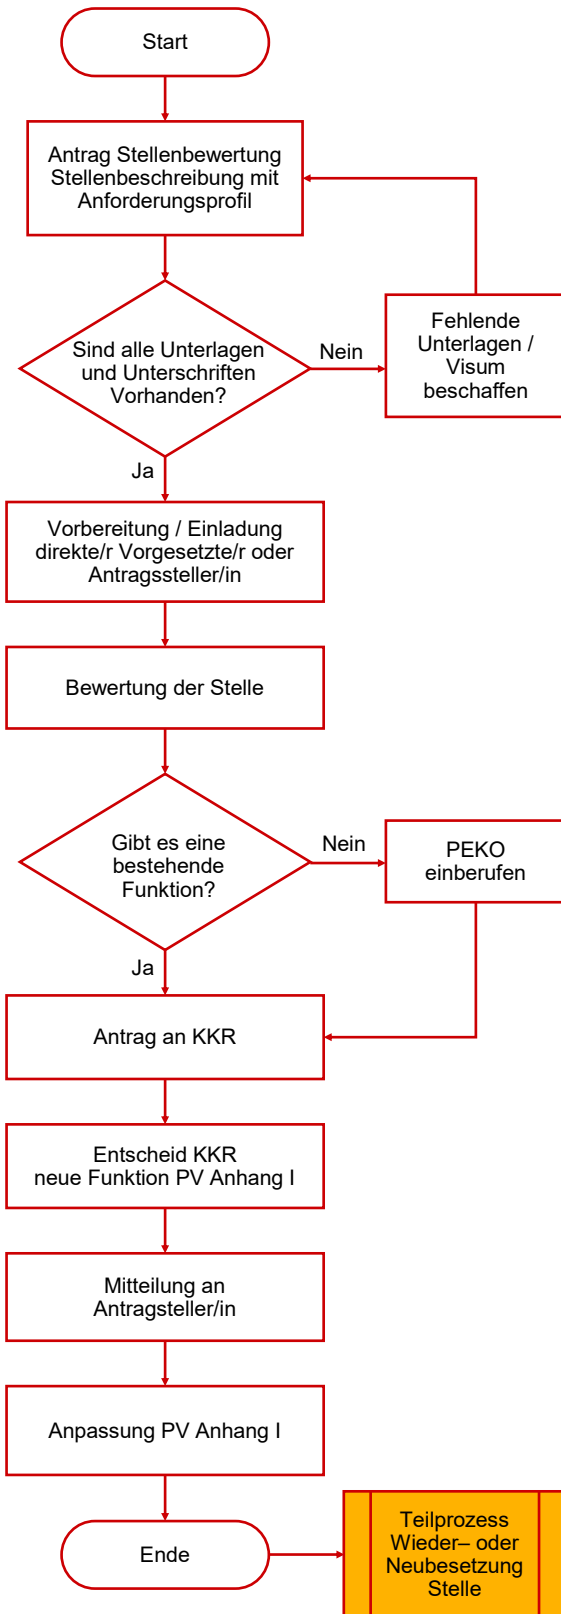 Start
Antrag Stellenbewertung
Stellenbeschreibung mit
Anforderungsprofil
Sind alle Unterlagen
und Unterschriften
Vorhanden?
Nein
Fehlende
Unterlagen /
Visum
beschaffen
Ja
Vorbereitung / Einladung
direkte/r Vorgesetzte/r oder
Antragssteller/in
Bewertung der Stelle
Gibt es eine
bestehende
Funktion?
Nein
PEKO
einberufen
Ja
Antrag an KKR
Entscheid KKR
neue Funktion PV Anhang I
Mitteilung an
Antragsteller/in
Anpassung PV Anhang I
Ende
Teilprozess
Wieder– oder
Neubesetzung
Stelle